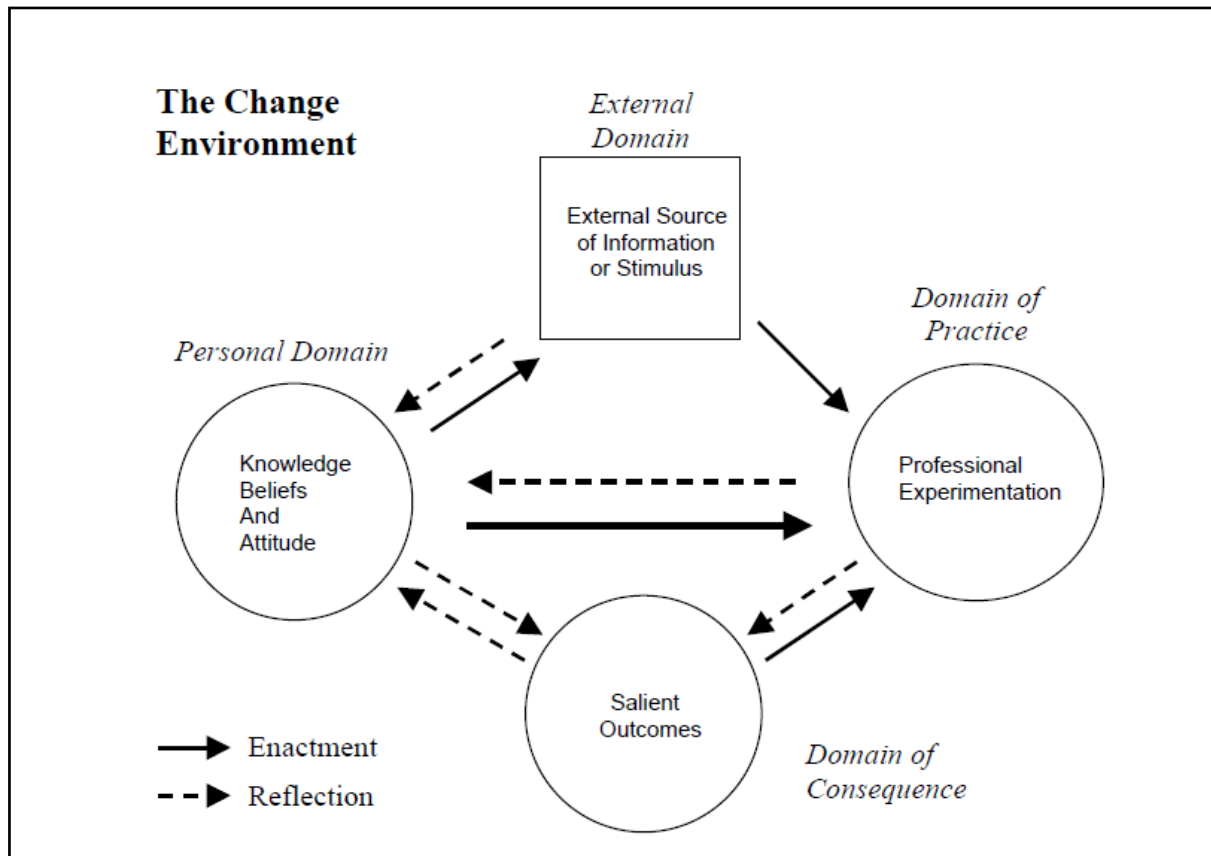 The Change
Environment
External
Domain
External Source
of Information
or Stimulus
Domain of
Practice
Personal Domain
Knowledge
Beliefs
And
Attitude
Professional
Experimentation
Salient
Outcomes
Enactment
Reflection
Domain of
Consequence